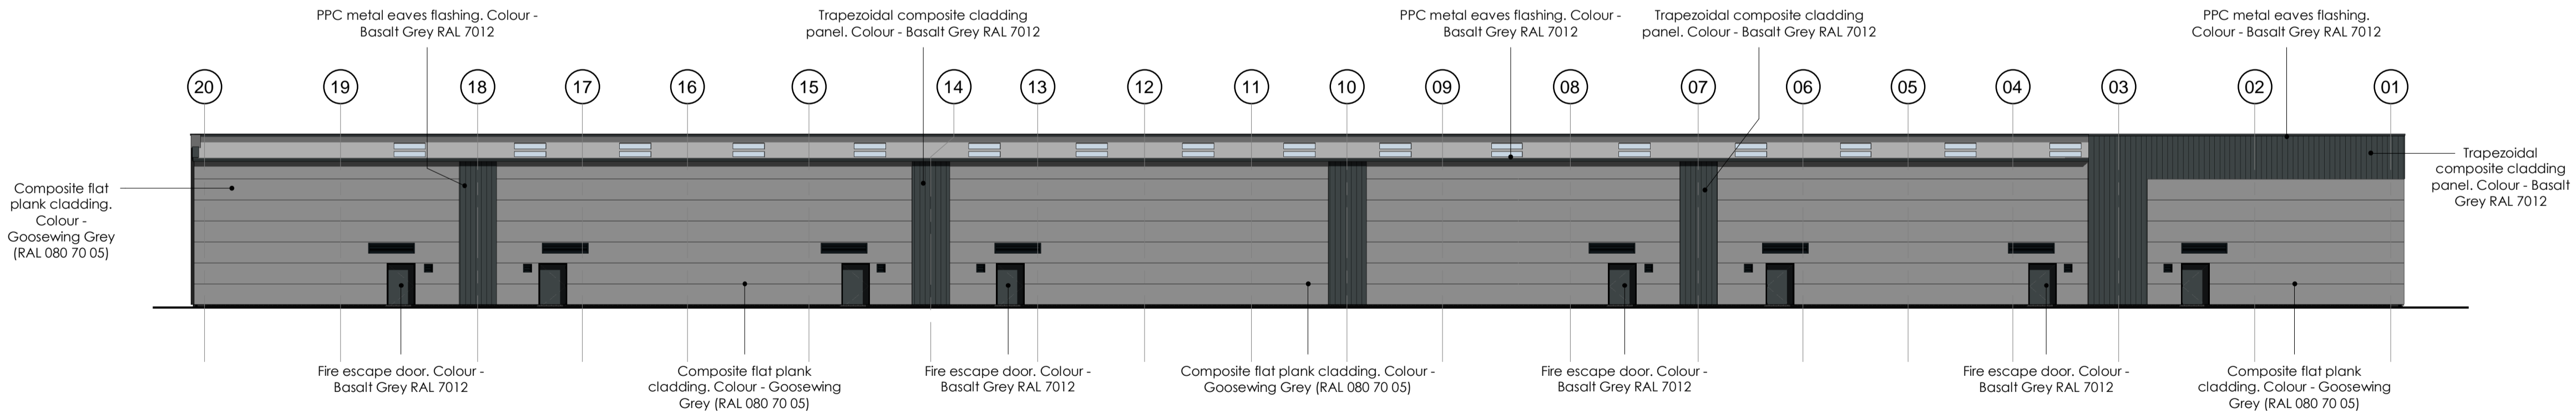 PPC metal eaves flashing. Colour -
Basalt Grey RAL 7012
Trapezoidal composite cladding
panel. Colour - Basalt Grey RAL 7012
PPC metal eaves flashing. Colour -
Basalt Grey RAL 7012
Trapezoidal composite cladding
panel. Colour - Basalt Grey RAL 7012
PPC metal eaves flashing.
Colour - Basalt Grey RAL 7012
20
19
18
17
16
15
14
13
12
11
10
09
08
07
06
05
04
03
02
01
Composite flat
plank cladding.
Colour -
Goosewing Grey
(RAL 080 70 05)
Trapezoidal
composite cladding
panel. Colour - Basalt
Grey RAL 7012
Fire escape door. Colour -
Basalt Grey RAL 7012
Composite flat plank
cladding. Colour - Goosewing
Grey (RAL 080 70 05)
Fire escape door. Colour -
Basalt Grey RAL 7012
Composite flat plank cladding. Colour -
Goosewing Grey (RAL 080 70 05)
Fire escape door. Colour -
Basalt Grey RAL 7012
Fire escape door. Colour -
Basalt Grey RAL 7012
Composite flat plank
cladding. Colour - Goosewing
Grey (RAL 080 70 05)